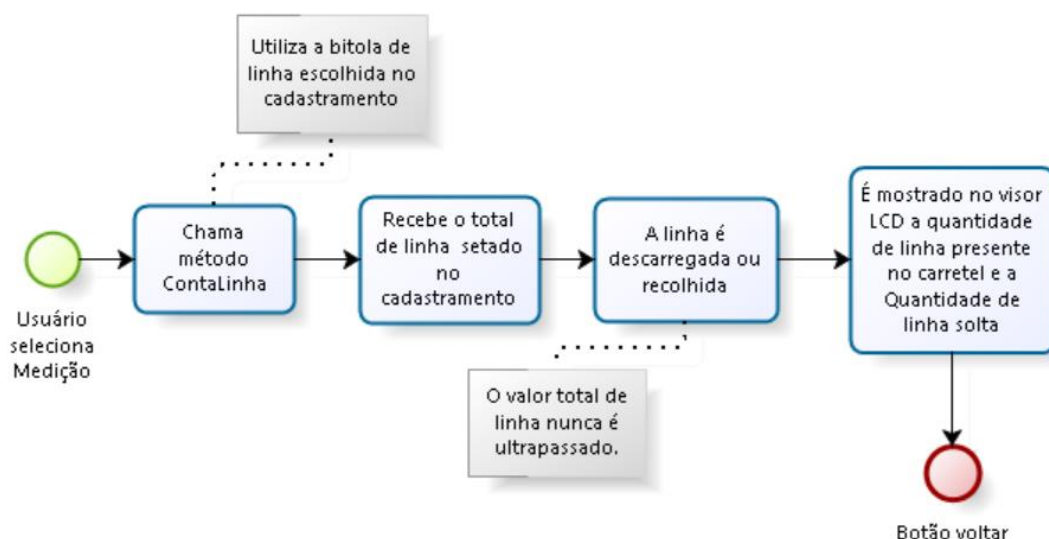 Utiliza a bitola de
linha escolhida no
cadastramento
Usuário
seleciona
Medição
Chama
método
ContaLinha
Recebe o total
de linha setado
no
cadastramento
A linha é
descarregada ou
recolhida
O valor total de
linha nunca é
ultrapassado.
É mostrado no visor
LCD a quantidade
de linha presente
no carretel e a
Quantidade de
linha solta
Botão voltar